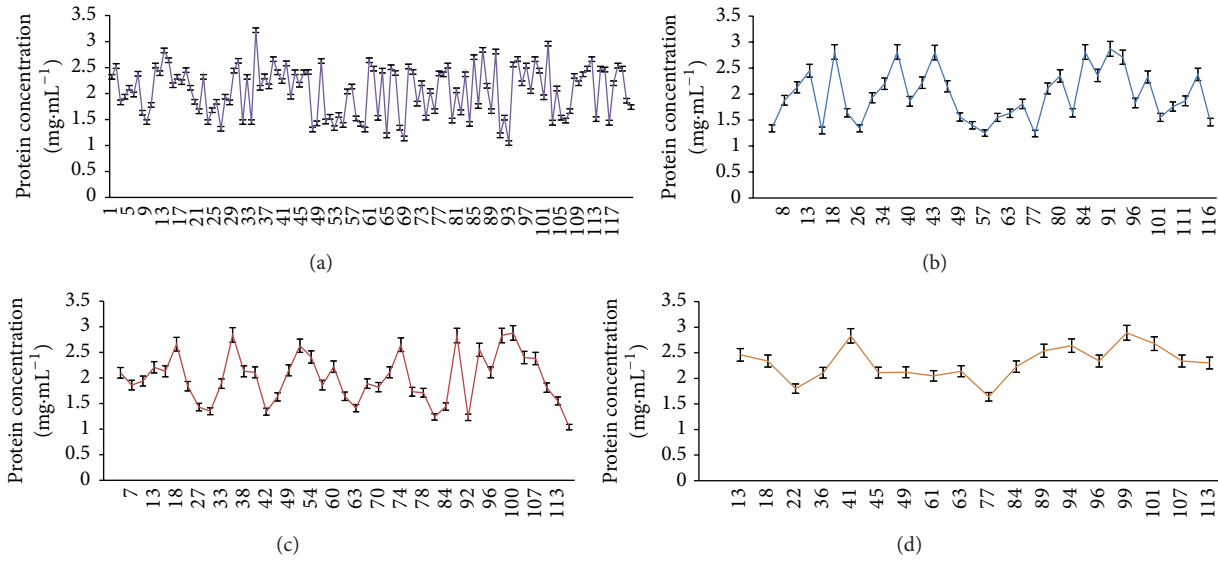 Protein concentration
(mg·mL−1)
3.5
3
2.5
2
1.5
1
0.5
0
1 5 9 13 17 21 25 29 33 37 41 45 49 53 57 61 65 69 73 77 81 85 89 93 97 101 105 109 113 117
(a)
Protein concentration
(mg·mL−1)
3.5
3
2.5
2
1.5
1
0.5
0
8 13 18 26 34 40 43 49 57 63 77 80 84 91 96 101 111 116
(b)
Protein concentration
(mg·mL−1)
3.5
3
2.5
2
1.5
1
0.5
0
7 13 18 27 33 38 42 49 54 60 63 70 74 78 82 92 96 100 107 113
(c)
Protein concentration
(mg·mL−1)
3.5
3
2.5
2
1.5
1
0.5
0
13 18 22 36 41 45 49 61 63 77 84 89 94 96 99 101 107 113
(d)